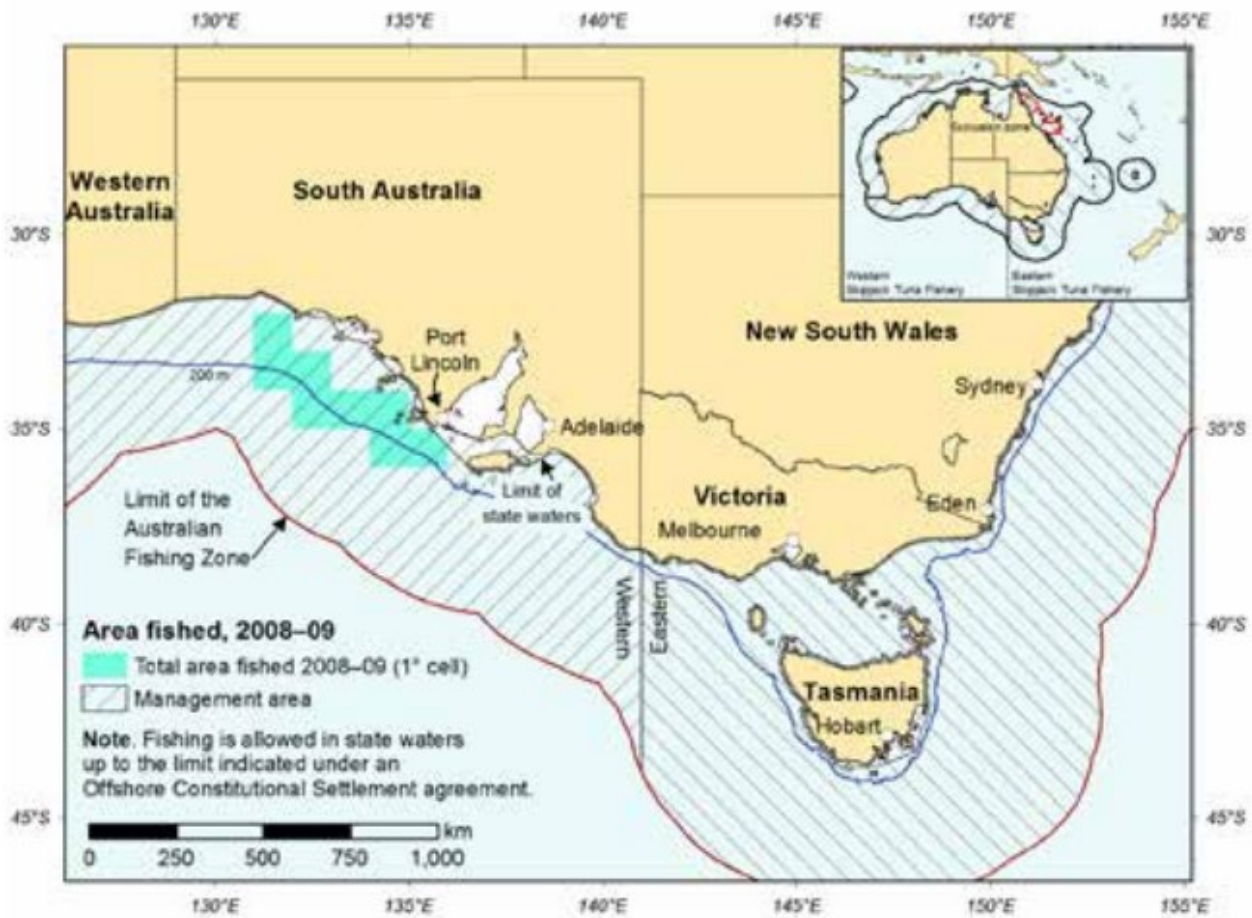 130°E 135°E 140°E 145°E 150°E 155°E
Western
Australia
South Australia
Exclusion zone
Western
Skipjack Tuna Fishery
Eastern
Skipjack Tuna Fishery
30°S 30°S
New South Wales
Port
Lincoln
Sydney
200 m
35°S 35°S
Adelaide
Limit of
state waters
Victoria
Eden
Melbourne
Limit of the
Australian
Fishing Zone
Western
Eastern
40°S 40°S
Tasmania
Hobart
Area fished, 2008–09
Total area fished 2008–09 (1° cell)
Management area
Note. Fishing is allowed in state waters
up to the limit indicated under an
Offshore Constitutional Settlement agreement.
45°S 45°S
km
0 250 500 750 1,000
130°E 135°E 140°E 145°E 150°E 155°E